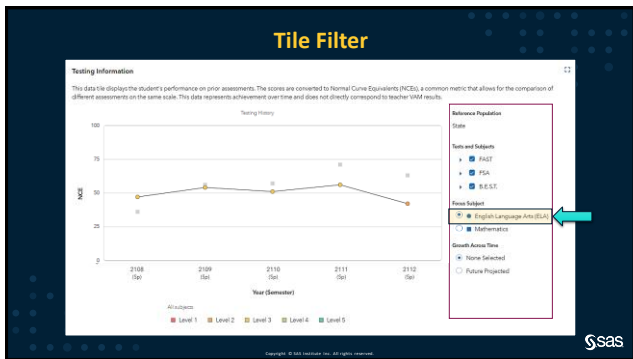 Tile Filter
Testing Information
This data tile displays the student's performance on prior assessments. The scores are converted to Normal Curve Equivalents (NCEs), a common
metric that allows for the comparison of
different assessments on the same scale. This data represents achievement over time and does not directly correspond to teacher VAM results.
Testing History
100
75
50
25
0
NCE
2108
(Sp)
2109
(Sp)
2110
(Sp)
2111
(Sp)
2112
(Sp)
Year (Semester)
All subjects
Level 1
Level 2
Level 3
Level 4
Level 5
Reference Population
State
Tests and Subjects
FAST
FSA
B.E.S.T.
Focus Subject
English Language Arts (ELA)
Mathematics
Growth Across Time
None Selected
Future Projected
Copyright © SAS Institute Inc. All rights reserved.
sas